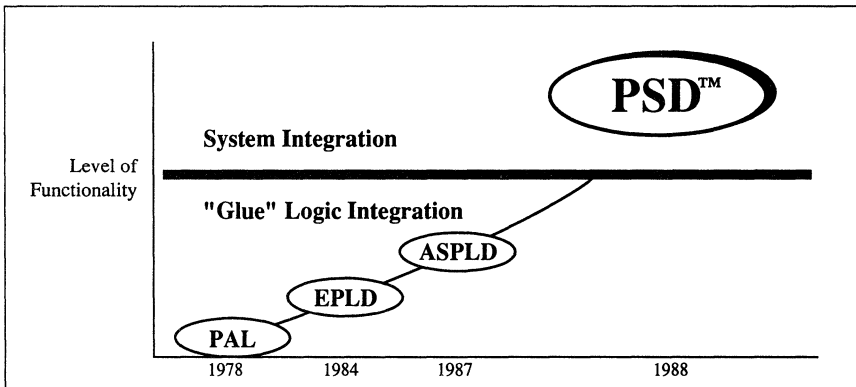 PSD™
System Integration
Level of
Functionality
"Glue" Logic Integration
ASPLD
EPLD
PAL
1978 1984 1987 1988